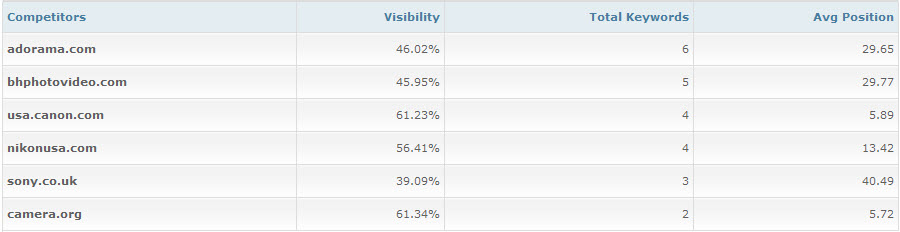 Competitors Visibility Total Keywords Avg Position
adorama.com 46.02% 6 29.65
bhphotovideo.com 45.95% 5 29.77
usa.canon.com 61.23% 4 5.89
nikonusa.com 56.41% 4 13.42
sony.co.uk 39.09% 3 40.49
camera.org 61.34% 2 5.72